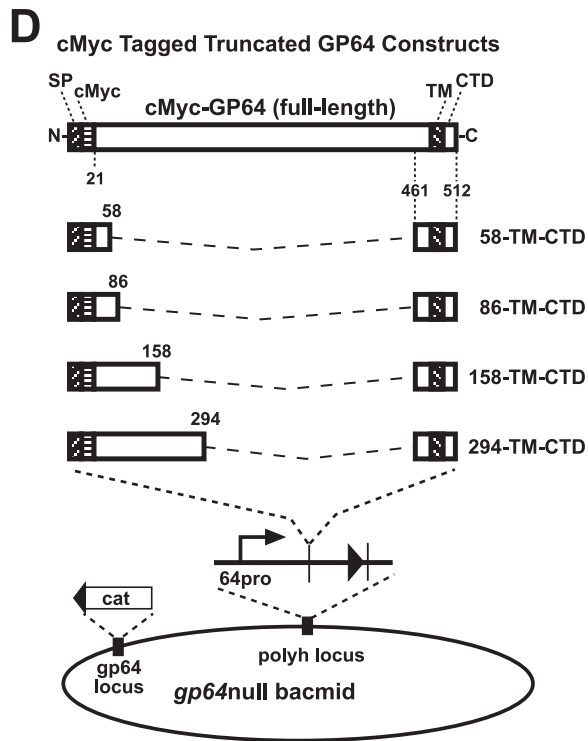 D
cMyc Tagged Truncated GP64 Constructs
SP cMyc TM CTD
cMyc-GP64 (full-length)
N- -C
21 461 512
58
58-TM-CTD
86
86-TM-CTD
158
158-TM-CTD
294
294-TM-CTD
64pro
cat
gp64
locus
polyh locus
gp64null bacmid